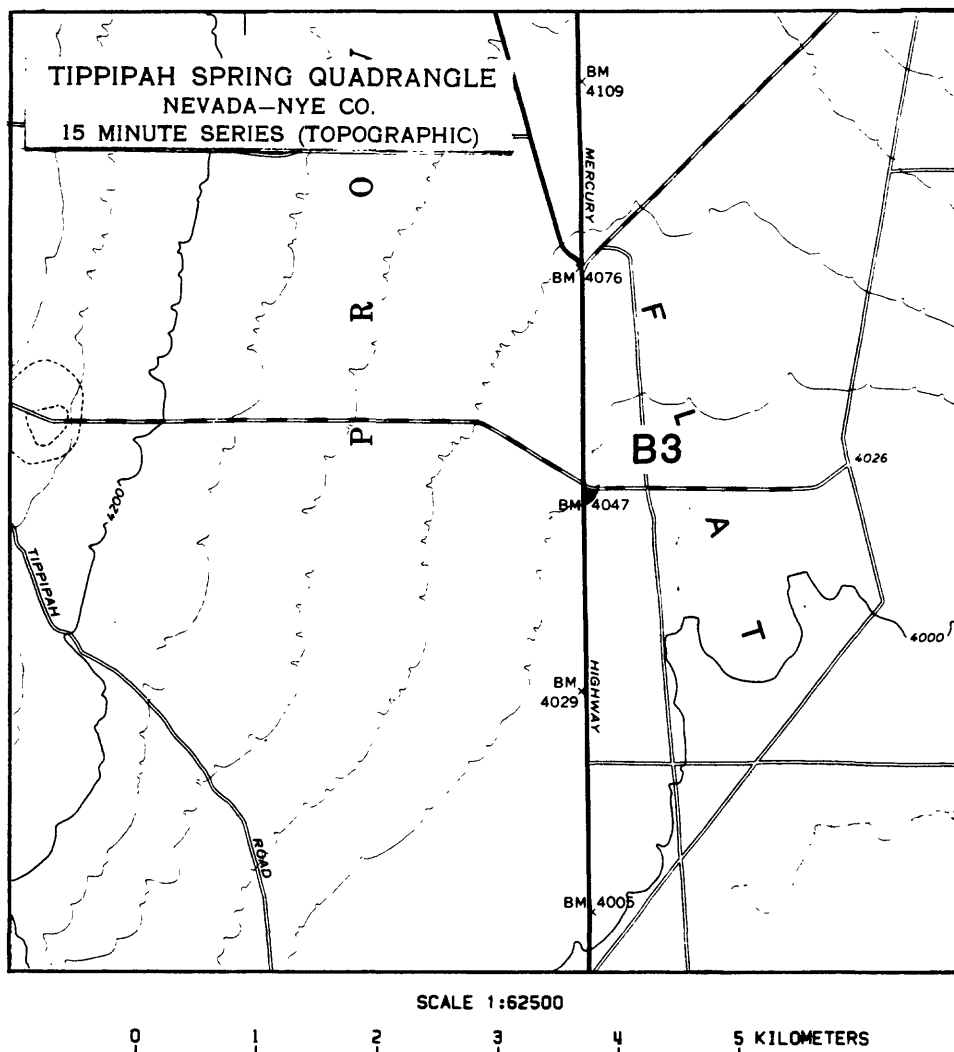 TIPPIPAH SPRING QUADRANGLE
NEVADA—NYE CO.
15 MINUTE SERIES (TOPOGRAPHIC)
BM
4109
MERCURY
BM 4076
P R O
F L A T
B3
4026
4200
BM 4047
TIPPIPAH
4000
BM
4029
HIGHWAY
ROAD
BM 4005
SCALE 1:62500
0 1 2 3 4 5 KILOMETERS